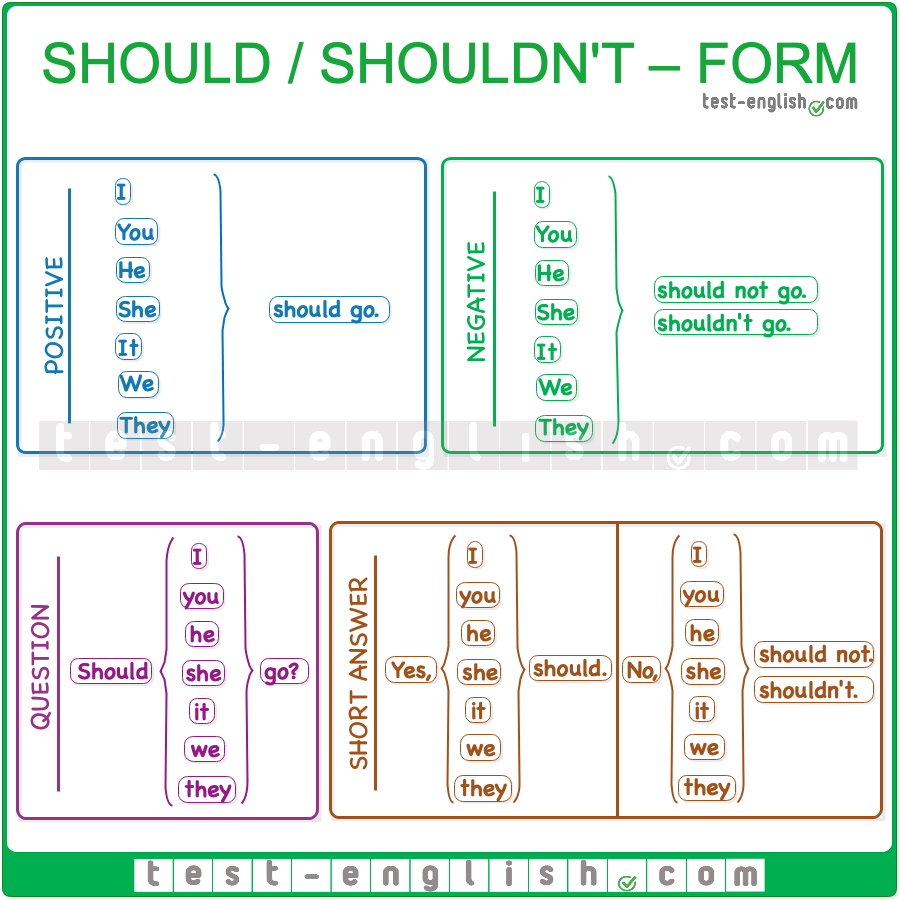 SHOULD / SHOULDN'T – FORM
test-english.com
POSITIVE
I
You
He
She
It
We
They
should go.
NEGATIVE
I
You
He
She
It
We
They
should not go.
shouldn't go.
test-english.com
QUESTION
Should
I
you
he
she
it
we
they
go?
SHORT ANSWER
Yes,
I
you
he
she
it
we
they
should.
No,
I
you
he
she
it
we
they
should not.
shouldn't.
test-english.com